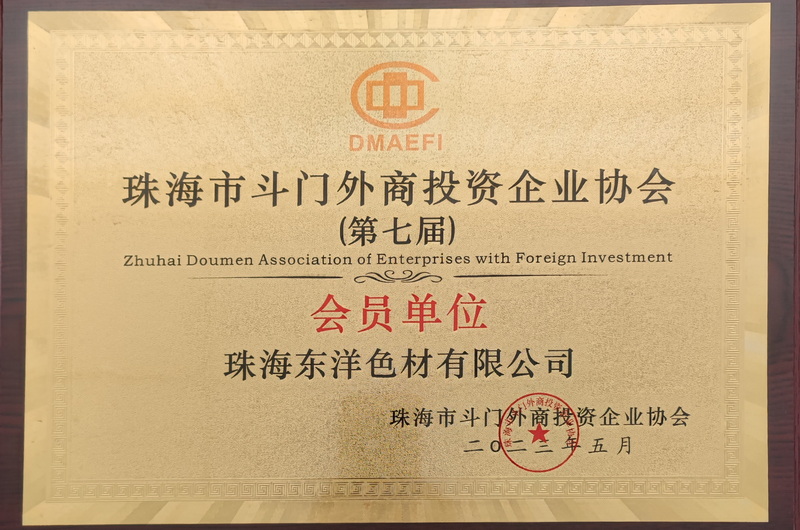 DMAEFI
珠海市斗门外商投资企业协会
(第七届)
Zhuhai Doumen Association of Enterprises with Foreign Investment
会员单位
珠海东洋色材有限公司
珠海市斗门外商投资企业协会
二〇二三年五月